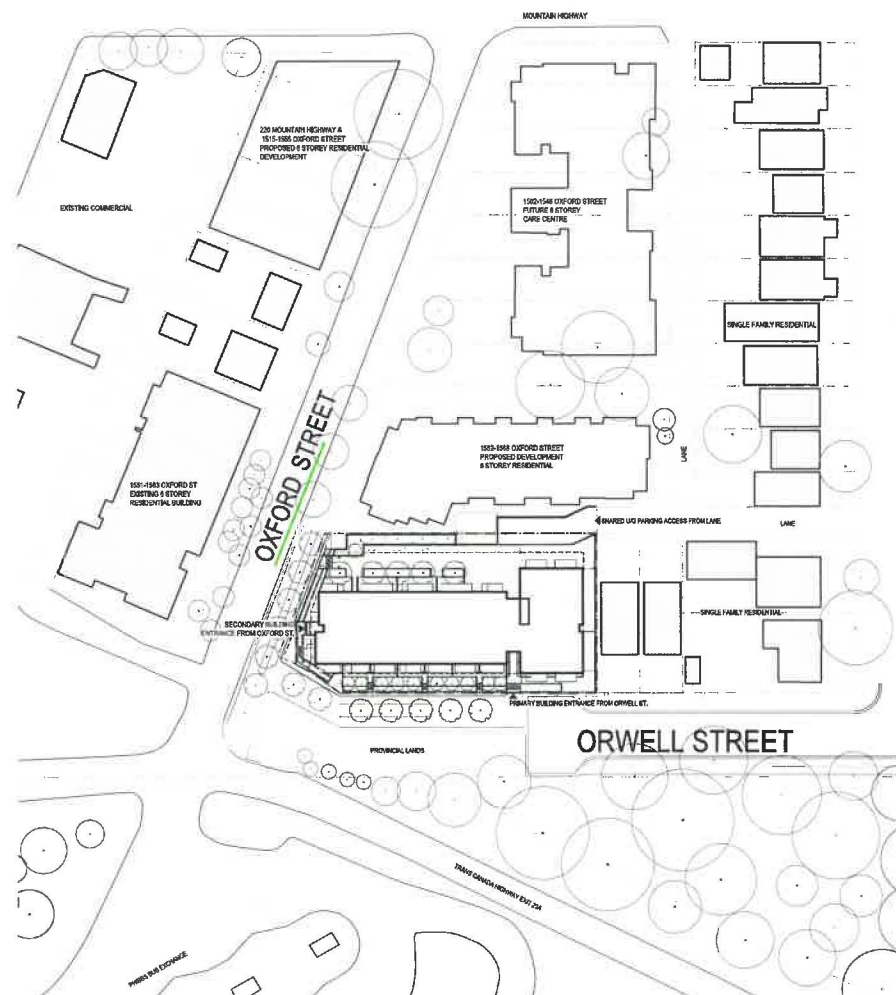 MOUNTAIN HIGHWAY
220 MOUNTAIN HIGHWAY &
1515-1555 OXFORD STREET
PROPOSED 6 STOREY RESIDENTIAL
DEVELOPMENT
EXISTING COMMERCIAL
1502-1546 OXFORD STREET
FUTURE 6 STOREY
CARE CENTRE
SINGLE FAMILY RESIDENTIAL
OXFORD STREET
1552-1568 OXFORD STREET
PROPOSED DEVELOPMENT
6 STOREY RESIDENTIAL
LANE
1551-1583 OXFORD ST
EXISTING 6 STOREY
RESIDENTIAL BUILDING
SHARED U/G PARKING ACCESS FROM LANE
LANE
SINGLE FAMILY RESIDENTIAL
SECONDARY BUILDING
ENTRANCE FROM OXFORD ST.
PRIMARY BUILDING ENTRANCE FROM ORWELL ST.
ORWELL STREET
PROVINCIAL LANDS
TRANS CANADA HIGHWAY EXIT 23A
PHIBBS BUS EXCHANGE